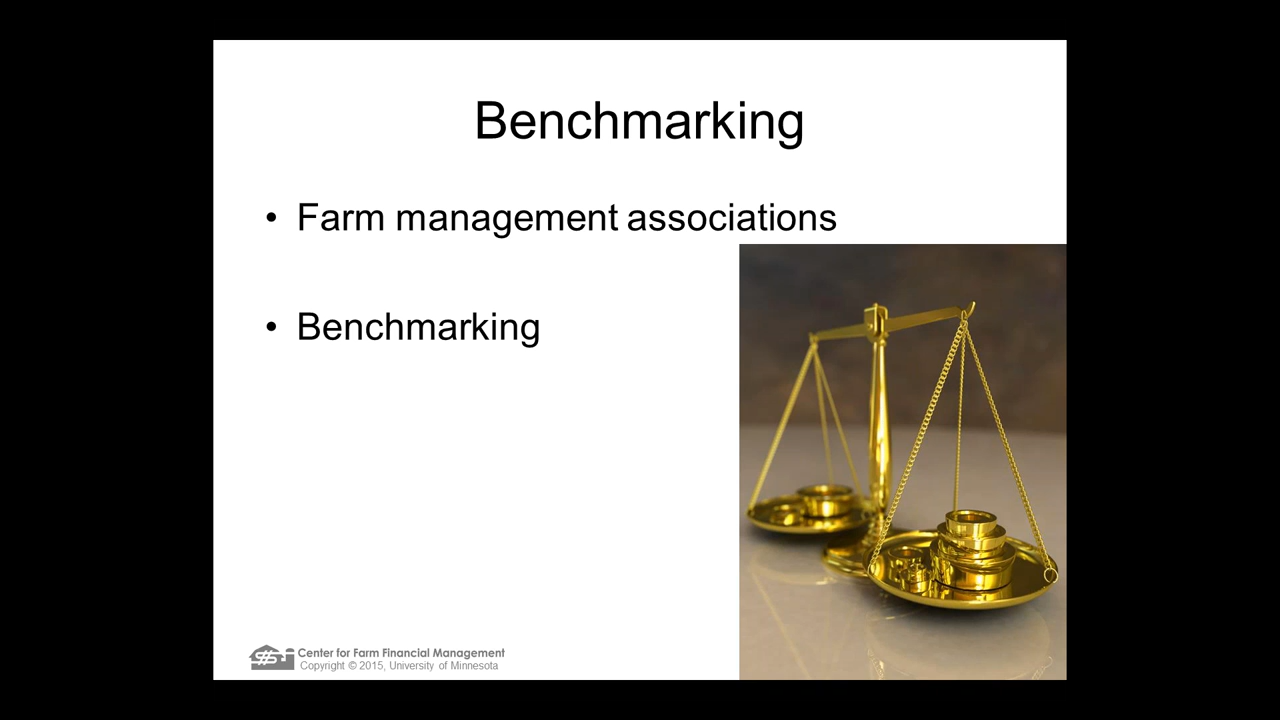 Benchmarking
• Farm management associations
• Benchmarking
Center for Farm Financial Management
Copyright © 2015, University of Minnesota